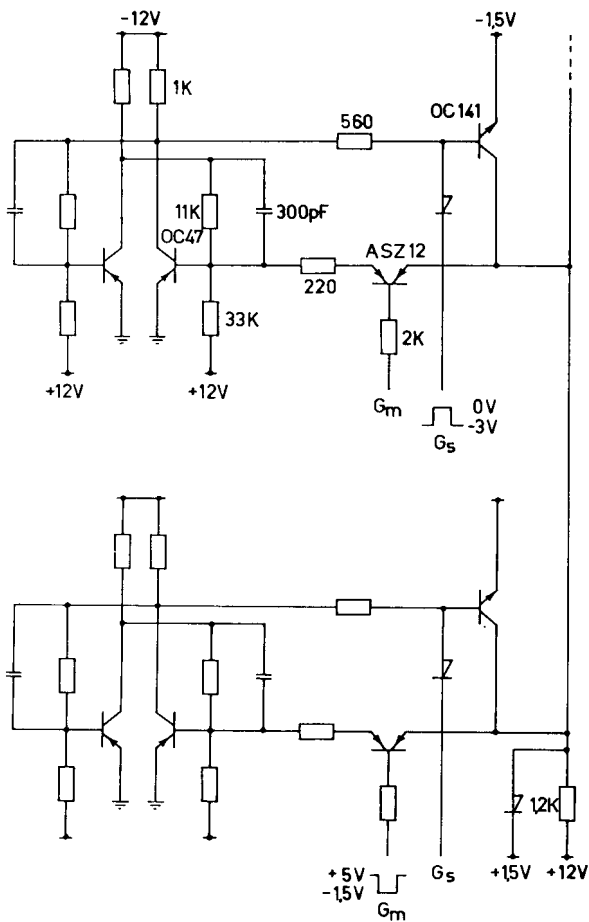 -12V
-1,5V
1K
OC141
560
11K
300pF
OC47
ASZ12
220
33K
2K
+12V
+12V
Gm
0V
-3V
Gs
1,2K
+5V
-1,5V
Gm
Gs
+1,5V
+12V